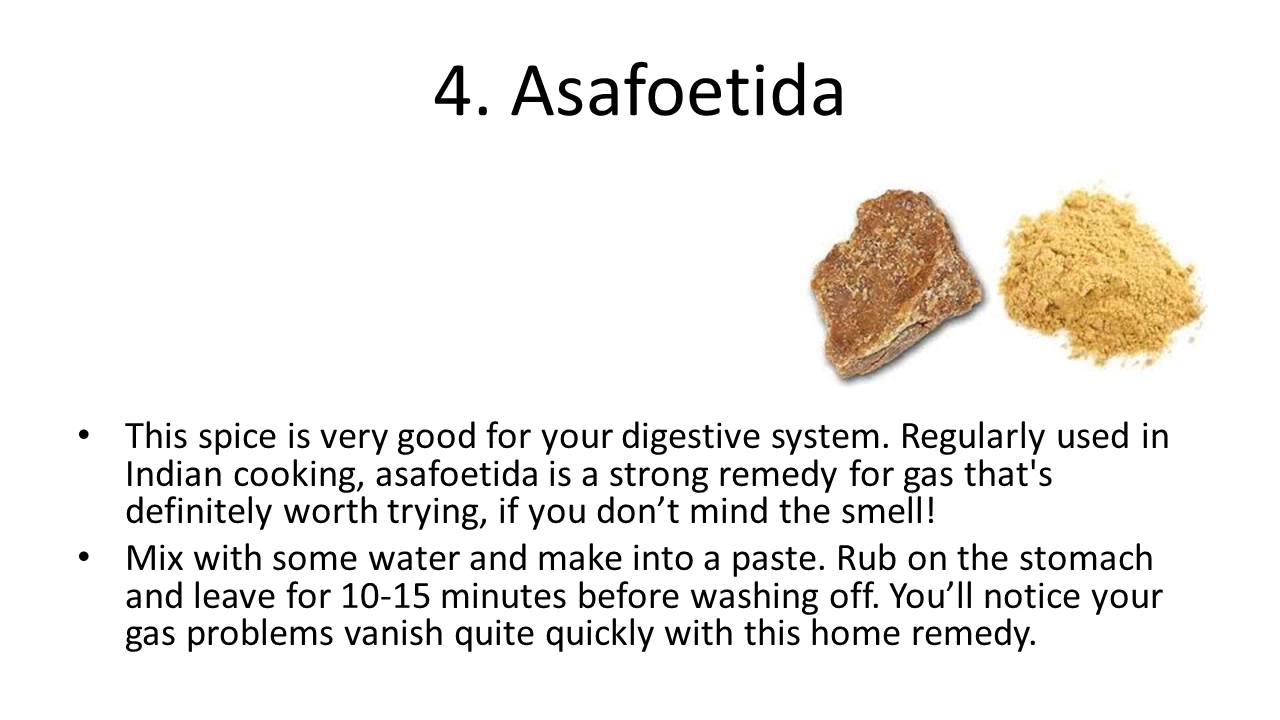 4. Asafoetida
• This spice is very good for your digestive system. Regularly used in
Indian cooking, asafoetida is a strong remedy for gas that's
definitely worth trying, if you don’t mind the smell!
• Mix with some water and make into a paste. Rub on the stomach
and leave for 10-15 minutes before washing off. You’ll notice your
gas problems vanish quite quickly with this home remedy.